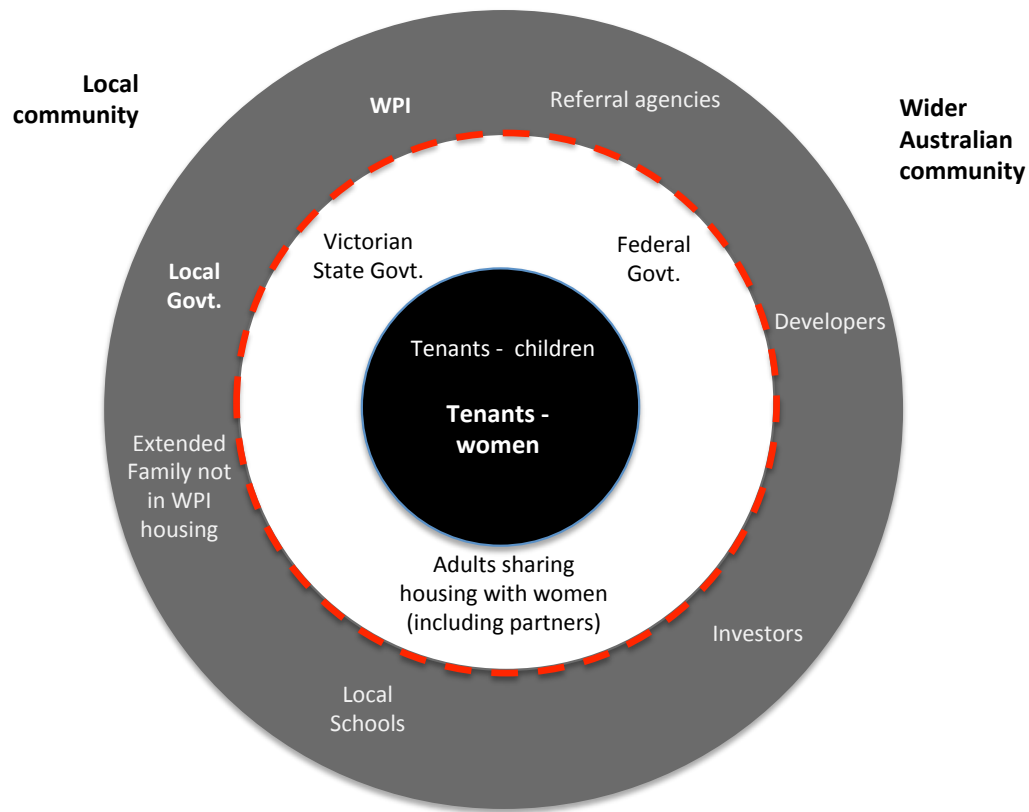 Local
community
WPI
Referral agencies
Wider
Australian
community
Victorian
State Govt.
Federal
Govt.
Local
Govt.
Developers
Tenants - children
Tenants -
women
Extended
Family not
in WPI
housing
Adults sharing
housing with women
(including partners)
Investors
Local
Schools